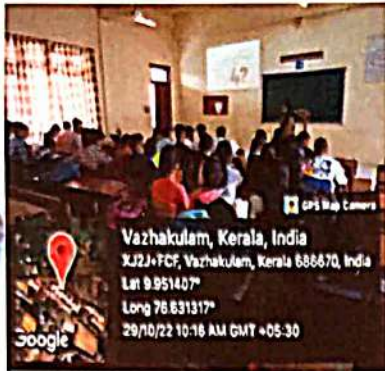 47
GPS Map Camera
Vazhakulam, Kerala, India
XJ2J+FCF, Vazhakulam, Kerala 686670, India
Lat 9.951407°
Long 76.631317°
29/10/22 10:16 AM GMT +05:30
Google